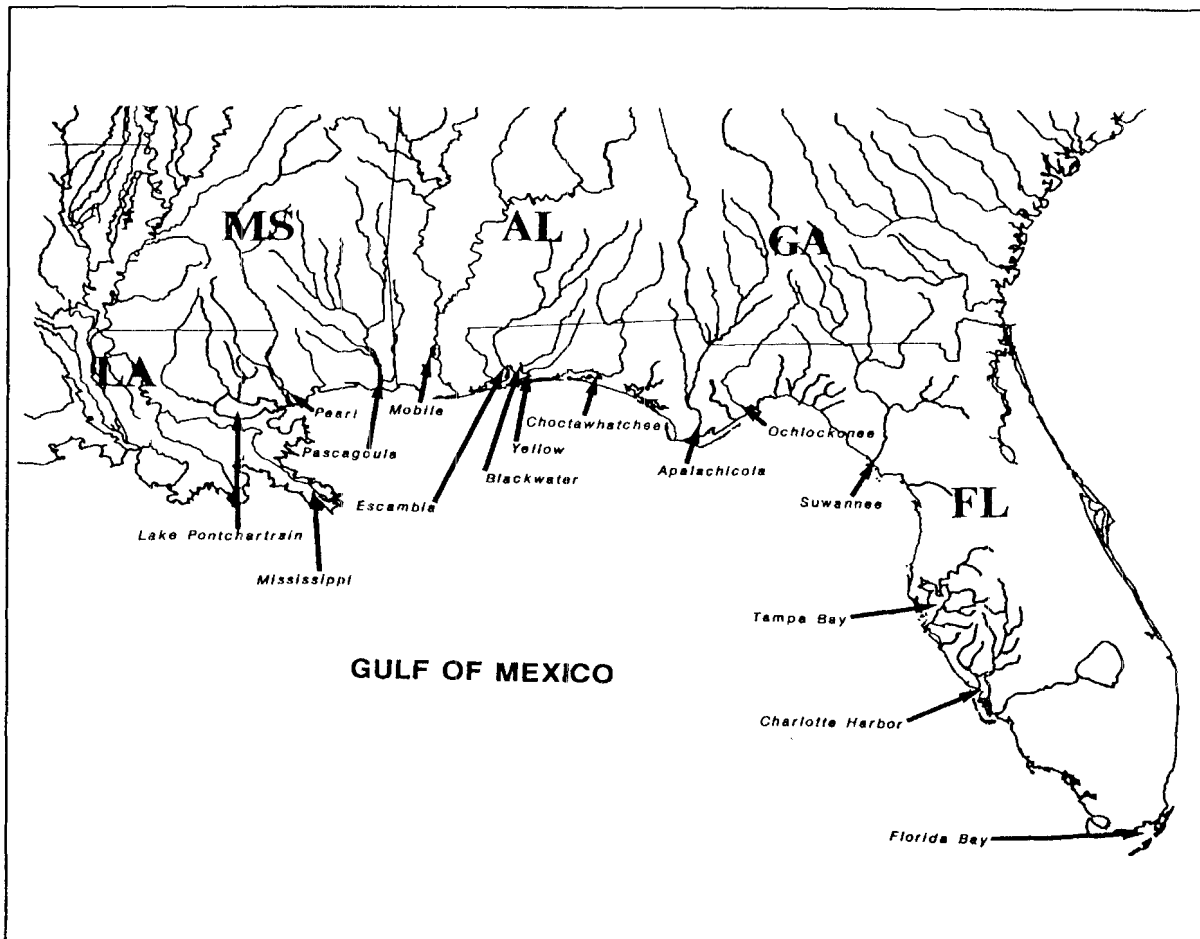 MS
AL
GA
LA
FL
Pearl
Pascagoula
Mobile
Escambia
Blackwater
Yellow
Choctawhatchee
Apalachicola
Ochlockonee
Suwannee
Lake Pontchartrain
Mississippi
Tampa Bay
GULF OF MEXICO
Charlotte Harbor
Florida Bay